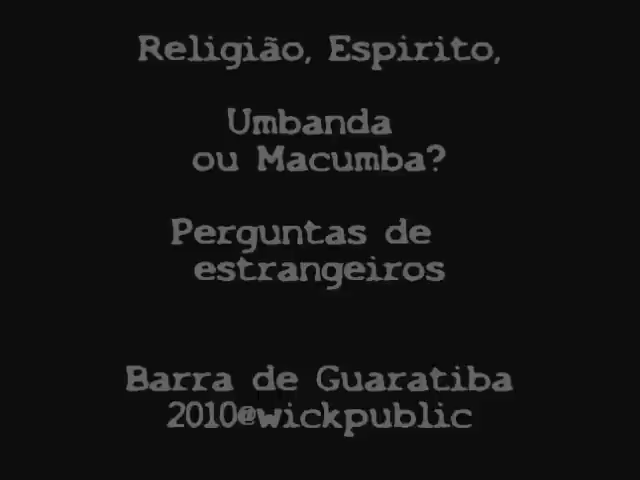 Religião, Espirito,
Umbanda
ou Macumba?
Perguntas de
estrangeiros
Barra de Guaratiba
2010@wickpublic